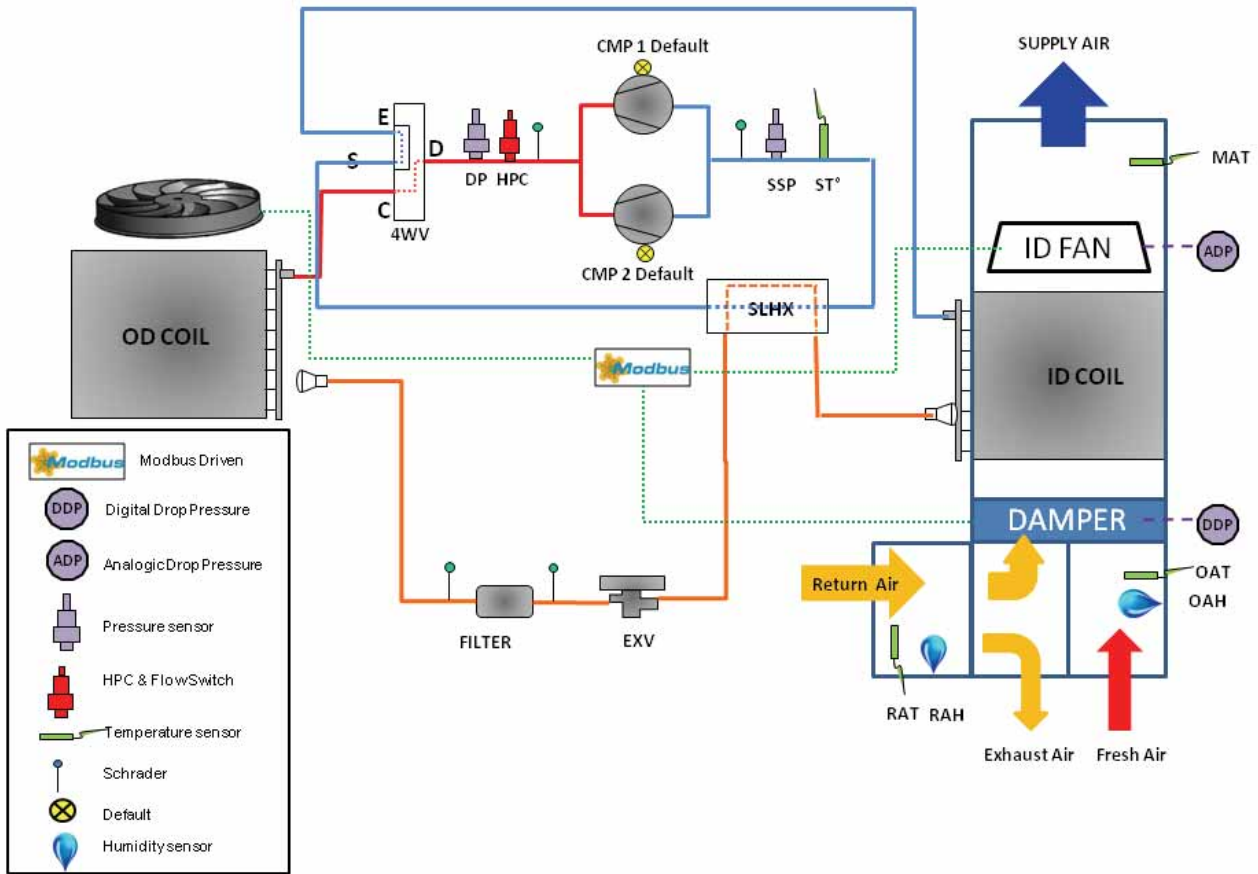 CMP 1 Default
SUPPLY AIR
E
S
D
C
4WV
DP
HPC
SSP
ST°
MAT
CMP 2 Default
ID FAN
ADP
SLHX
OD COIL
Modbus
ID COIL
DAMPER
DDP
Return Air
OAT
OAH
FILTER
EXV
RAT
RAH
Exhaust Air
Fresh Air
Modbus
Modbus Driven
DDP
Digital Drop Pressure
ADP
Analogic Drop Pressure
Pressure sensor
HPC & FlowSwitch
Temperature sensor
Schrader
Default
Humidity sensor